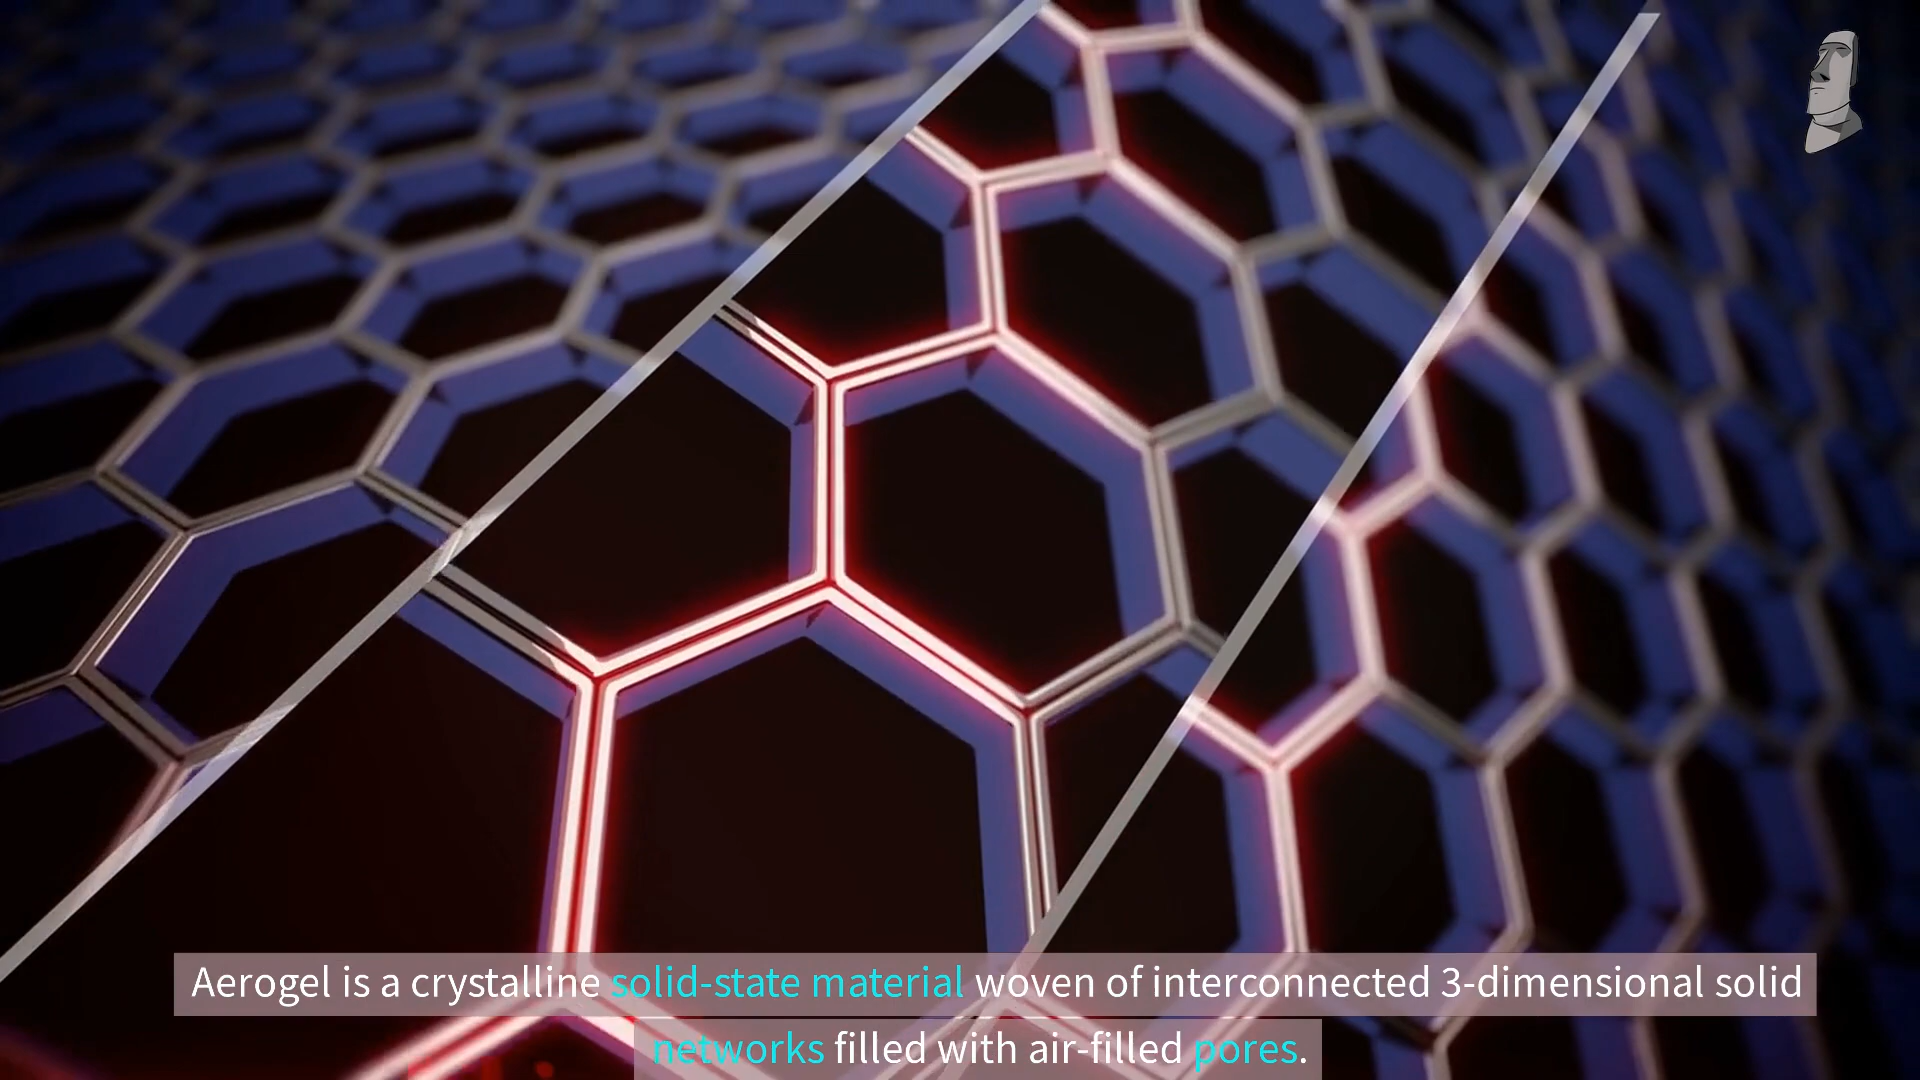 Aerogel is a crystalline solid-state material woven of interconnected 3-dimensional solid
networks filled with air-filled pores.